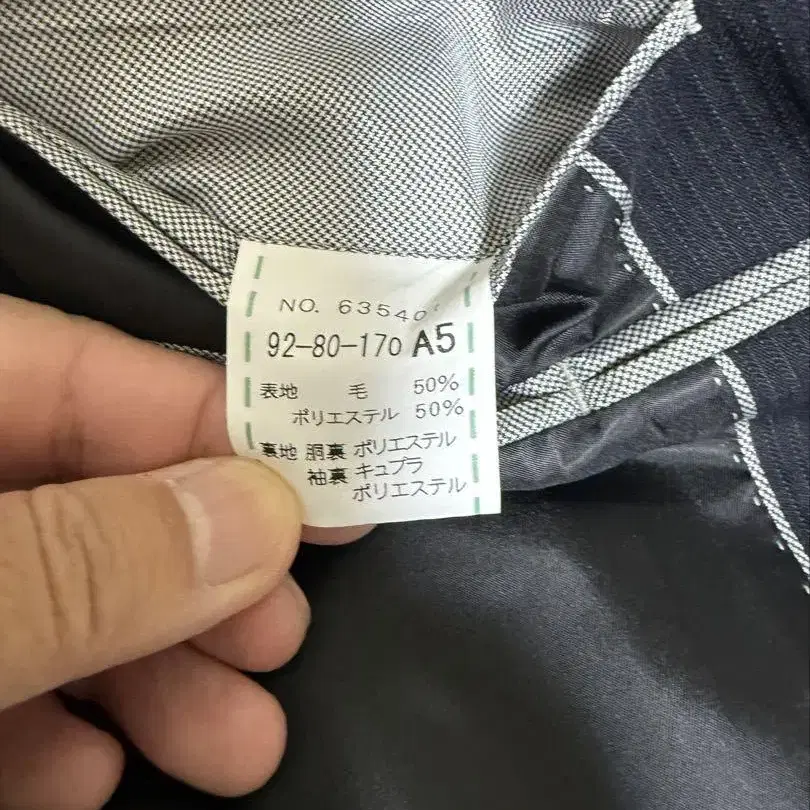 NO. 63540
92-80-170 A5
表地 毛 50%
ポリエステル 50%
裏地 胴裏 ポリエステル
袖裏 キュプラ
ポリエステル